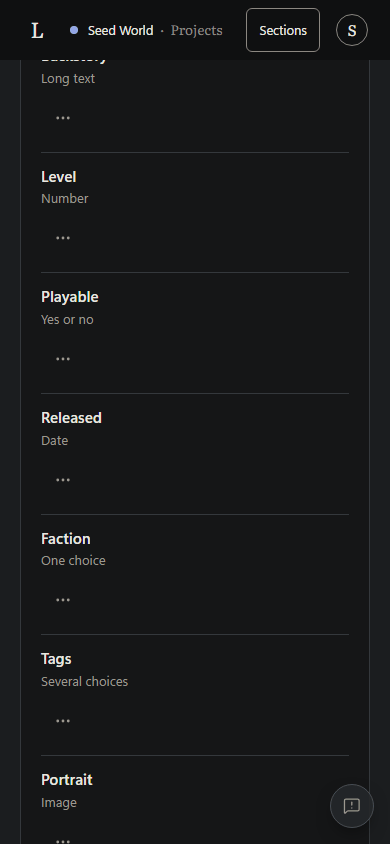 L
Seed World · Projects
Sections
S
Backstory
Long text
...
Level
Number
...
Playable
Yes or no
...
Released
Date
...
Faction
One choice
...
Tags
Several choices
...
Portrait
Image
...